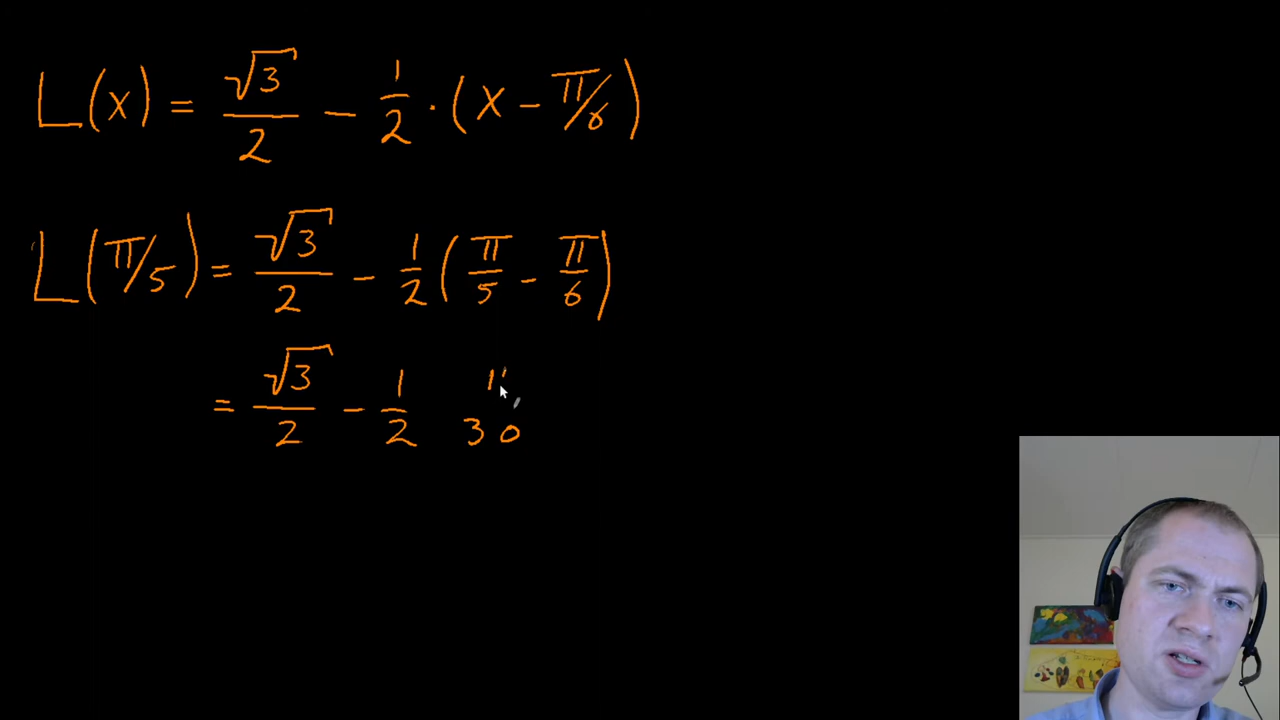 L(x) = √3/2 − 1/2 · (x − π/6)
L(π/5) = √3/2 − 1/2 (π/5 − π/6)
= √3/2 − 1/2 30